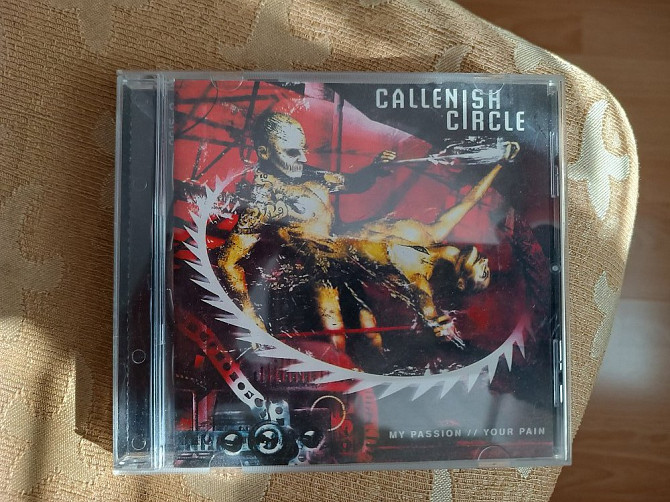 CALLENISH
CIRCLE
MY PASSION // YOUR PAIN